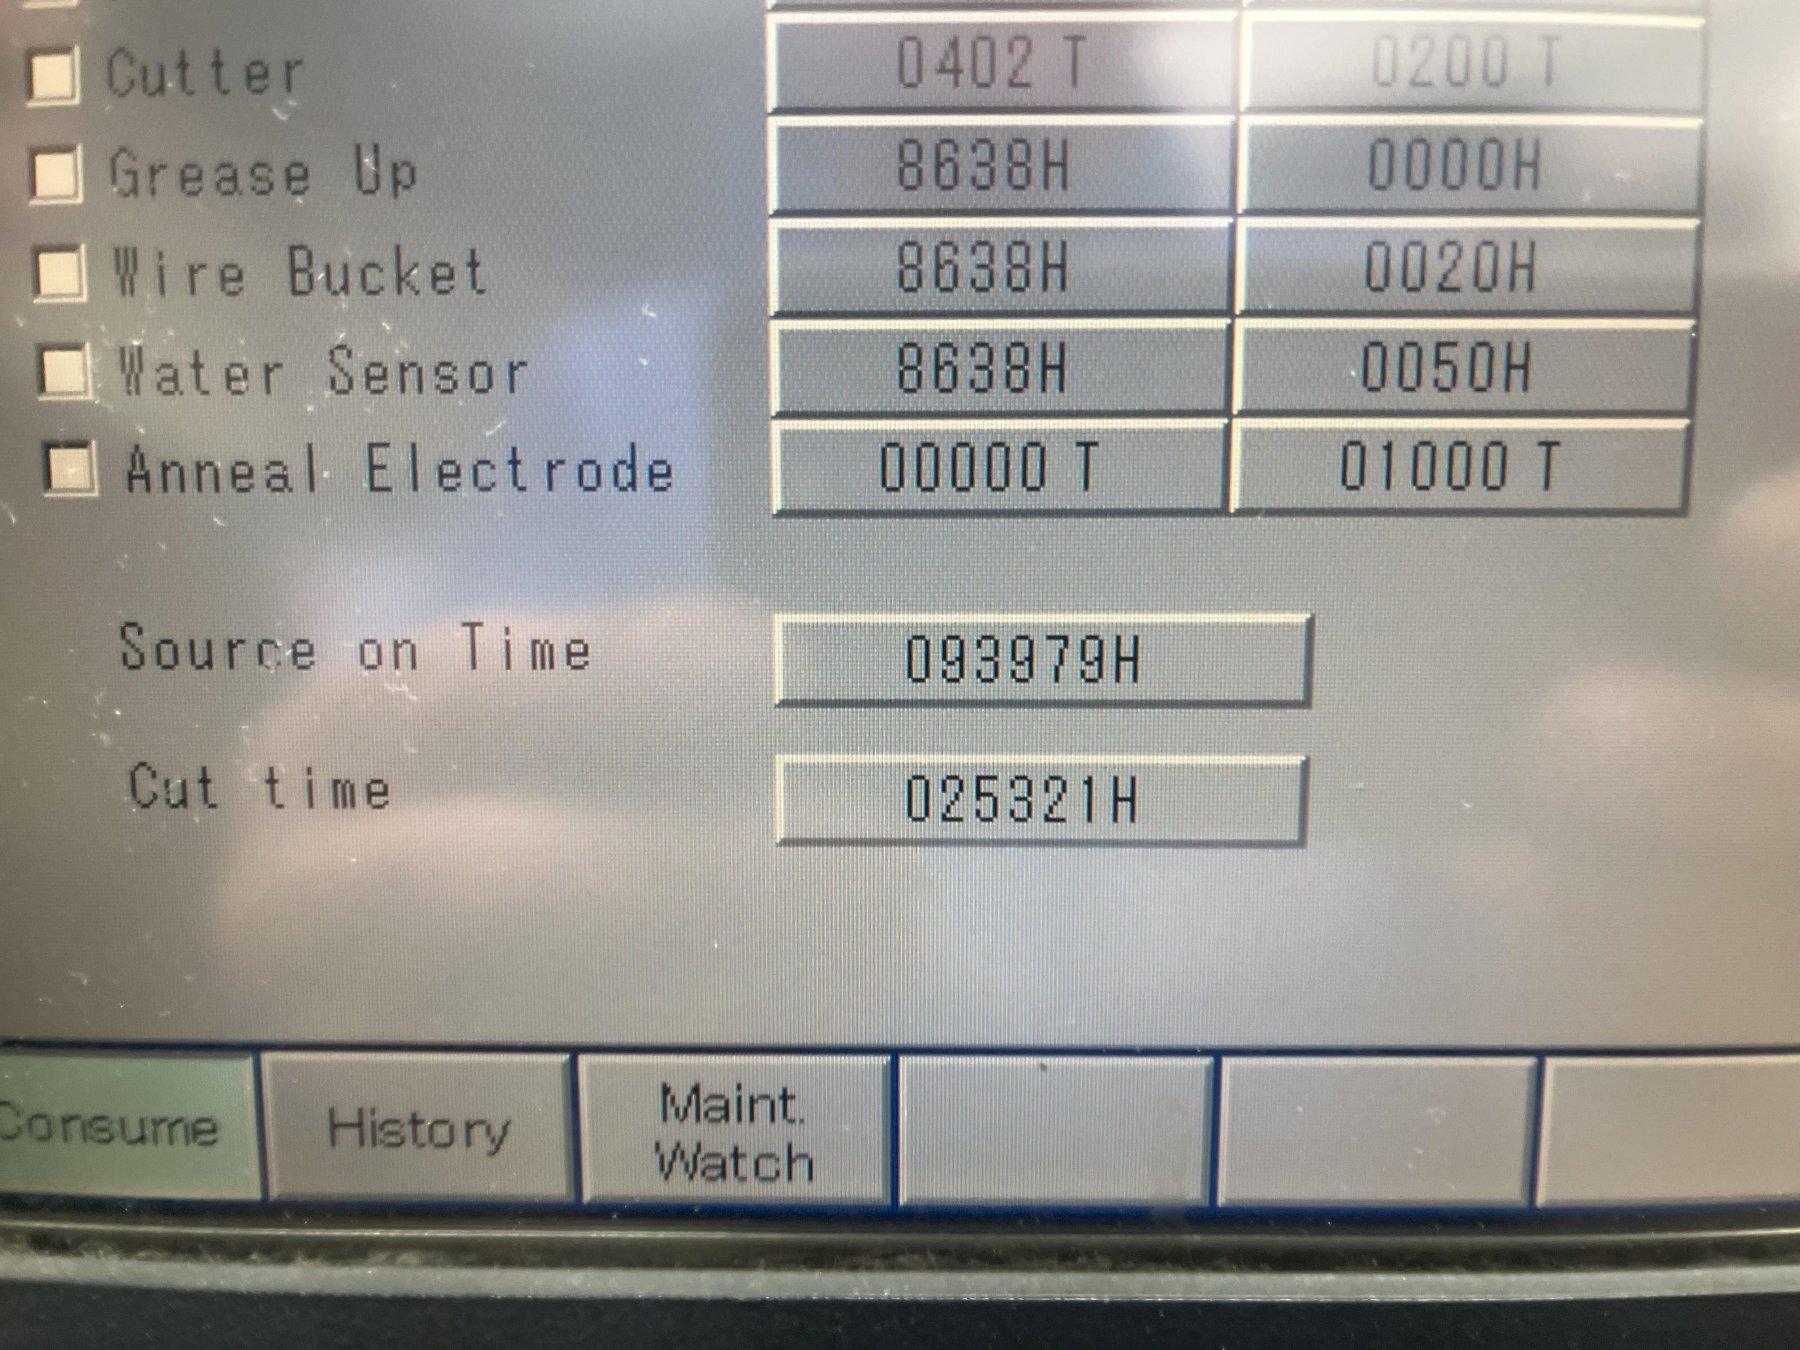 Cutter 0402 T 0200 T
Grease Up 8638H 0000H
Wire Bucket 8638H 0020H
Water Sensor 8638H 0050H
Anneal Electrode 00000 T 01000 T
Source on Time 093979H
Cut time 025321H
Consume History Maint.
Watch